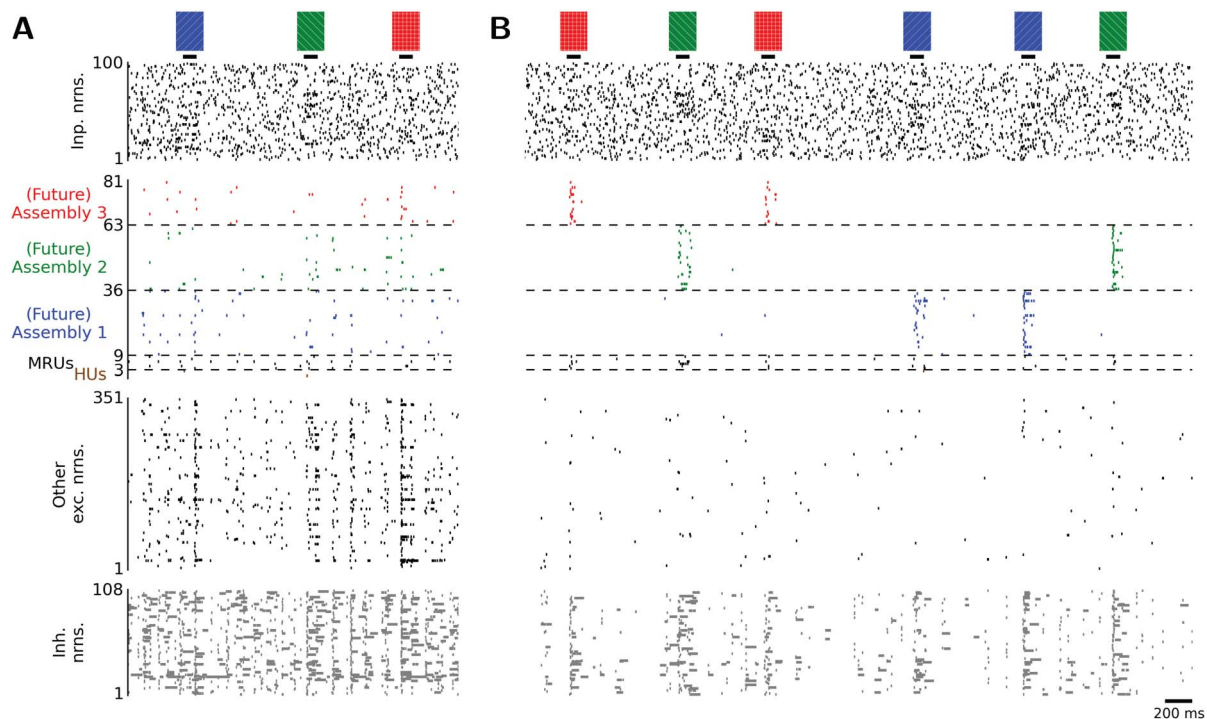 A
B
100
Inp. nrns.
1
81
(Future)
Assembly 3
63
(Future)
Assembly 2
36
(Future)
Assembly 1
9
MRUs
3
HUs
351
Other
exc. nrns.
1
108
Inh.
nrns.
1
200 ms